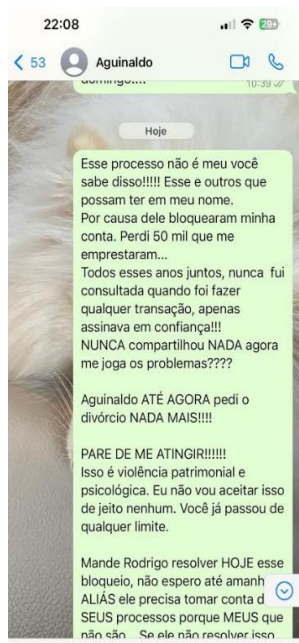 22:08
29
53
Aguinaldo
domingo....
10:39
Hoje
Esse processo não é meu você
sabe disso!!!!! Esse e outros que
possam ter em meu nome.
Por causa dele bloquearam minha
conta. Perdi 50 mil que me
emprestaram...
Todos esses anos juntos, nunca fui
consultada quando foi fazer
qualquer transação, apenas
assinava em confiança!!!
NUNCA compartilhou NADA agora
me joga os problemas????
Aguinaldo ATÉ AGORA pedi o
divórcio NADA MAIS!!!!
PARE DE ME ATINGIR!!!!!!
Isso é violência patrimonial e
psicológica. Eu não vou aceitar isso
de jeito nenhum. Você já passou de
qualquer limite.
Mande Rodrigo resolver HOJE esse
bloqueio, não espero até amanh
ALIÁS ele precisa tomar conta d
SEUS processos porque MEUS que
não são... Se ele não resolver isso